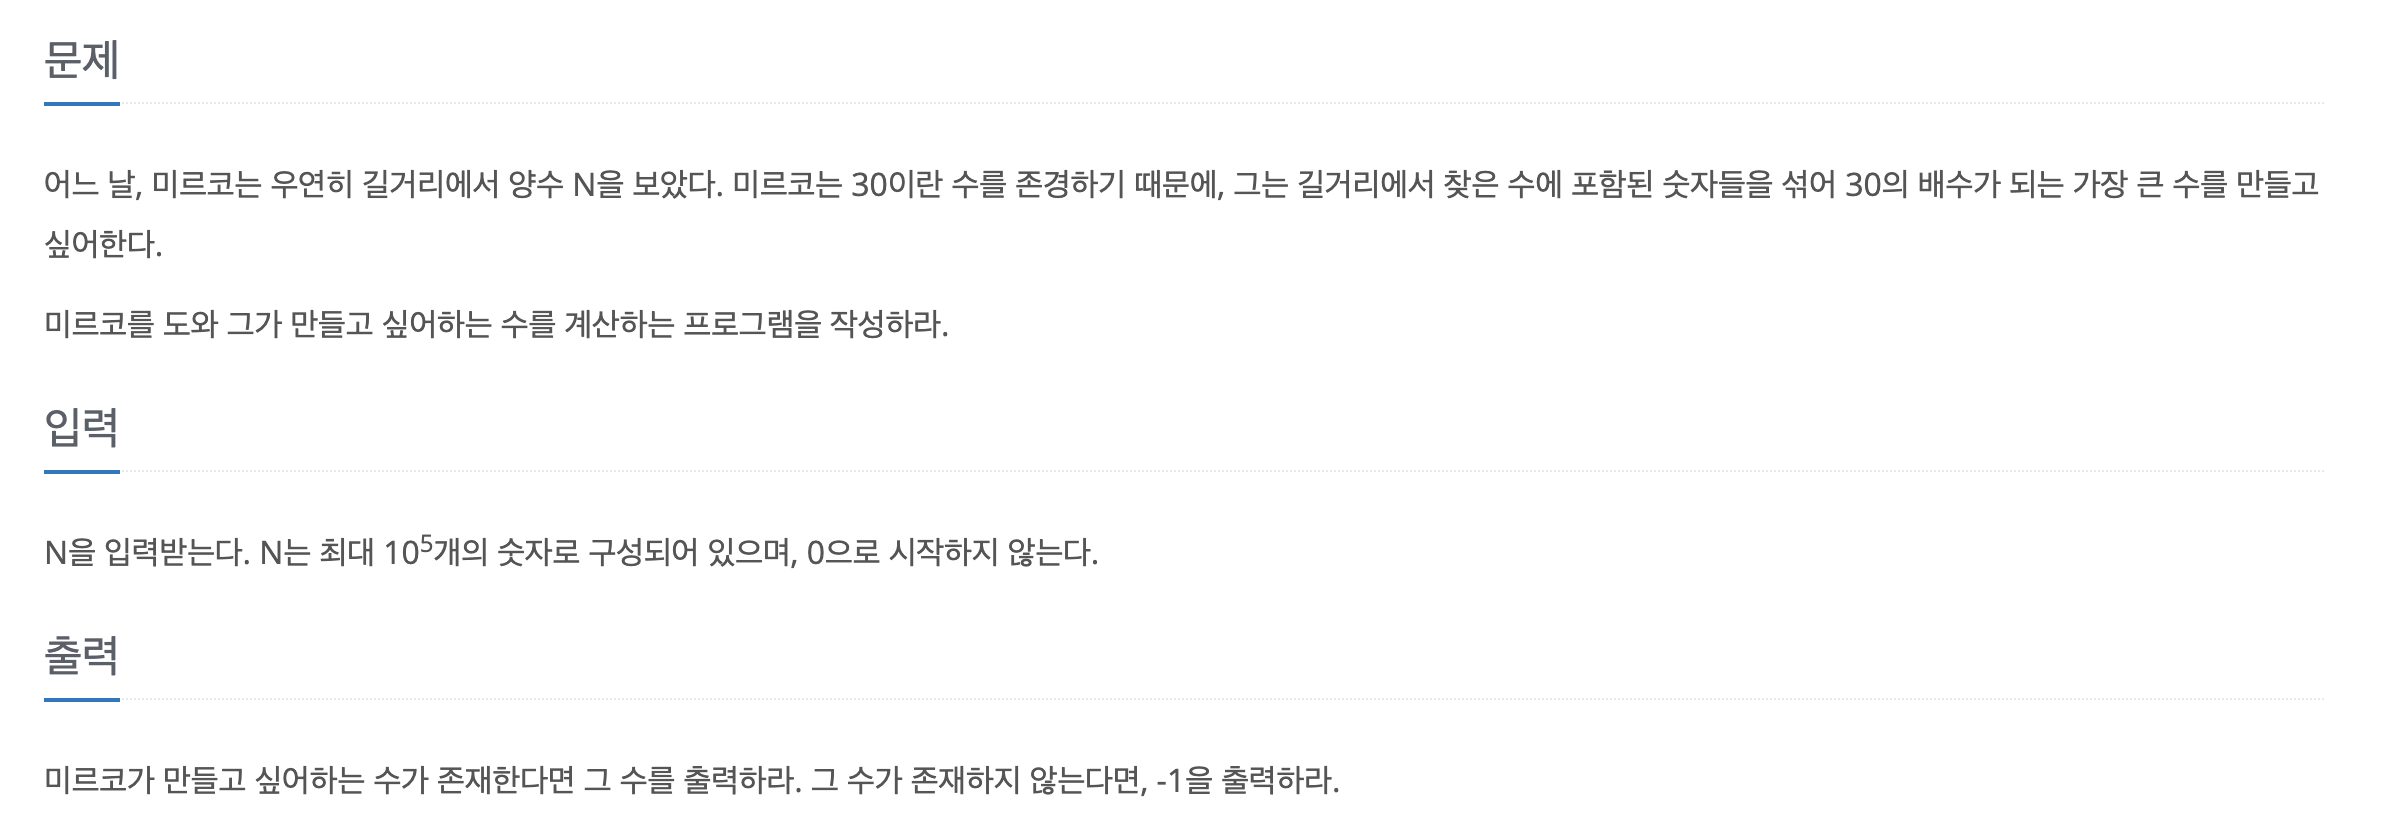 문제
어느 날, 미르코는 우연히 길거리에서 양수 N을 보았다. 미르코는 30이란 수를 존경하기 때문에, 그는 길거리에서 찾은 수에 포함된 숫자들을 섞어 30의 배수가 되는 가장 큰 수를 만들고
싶어한다.
미르코를 도와 그가 만들고 싶어하는 수를 계산하는 프로그램을 작성하라.
입력
N을 입력받는다. N는 최대 10⁵개의 숫자로 구성되어 있으며, 0으로 시작하지 않는다.
출력
미르코가 만들고 싶어하는 수가 존재한다면 그 수를 출력하라. 그 수가 존재하지 않는다면, -1을 출력하라.